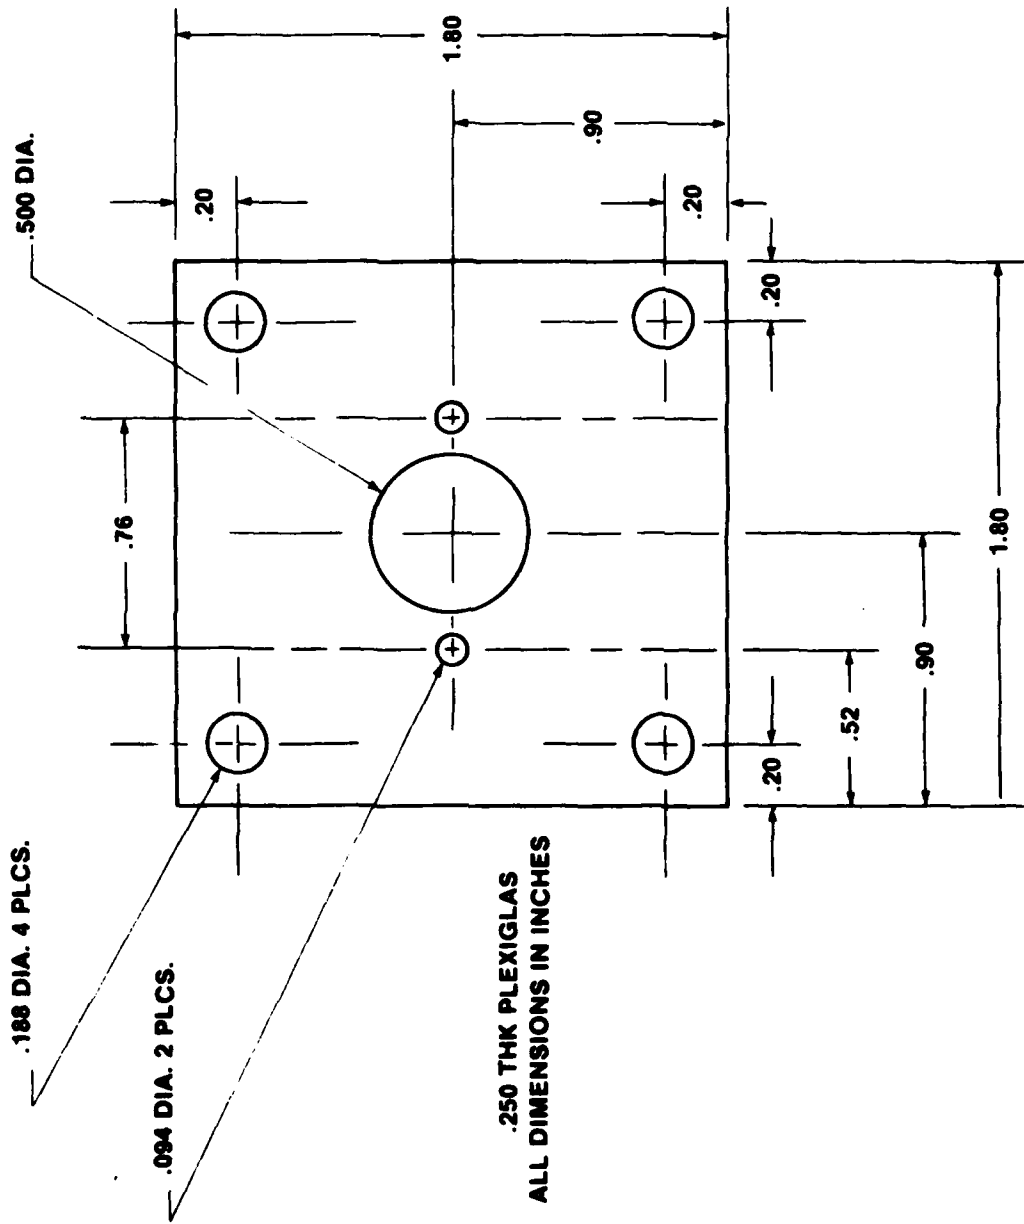 .188 DIA. 4 PLCS.
.500 DIA.
.76
.094 DIA. 2 PLCS.
.20
1.80
.250 THK PLEXIGLAS
ALL DIMENSIONS IN INCHES
.90
.20
.20
.20
.52
.90
1.80